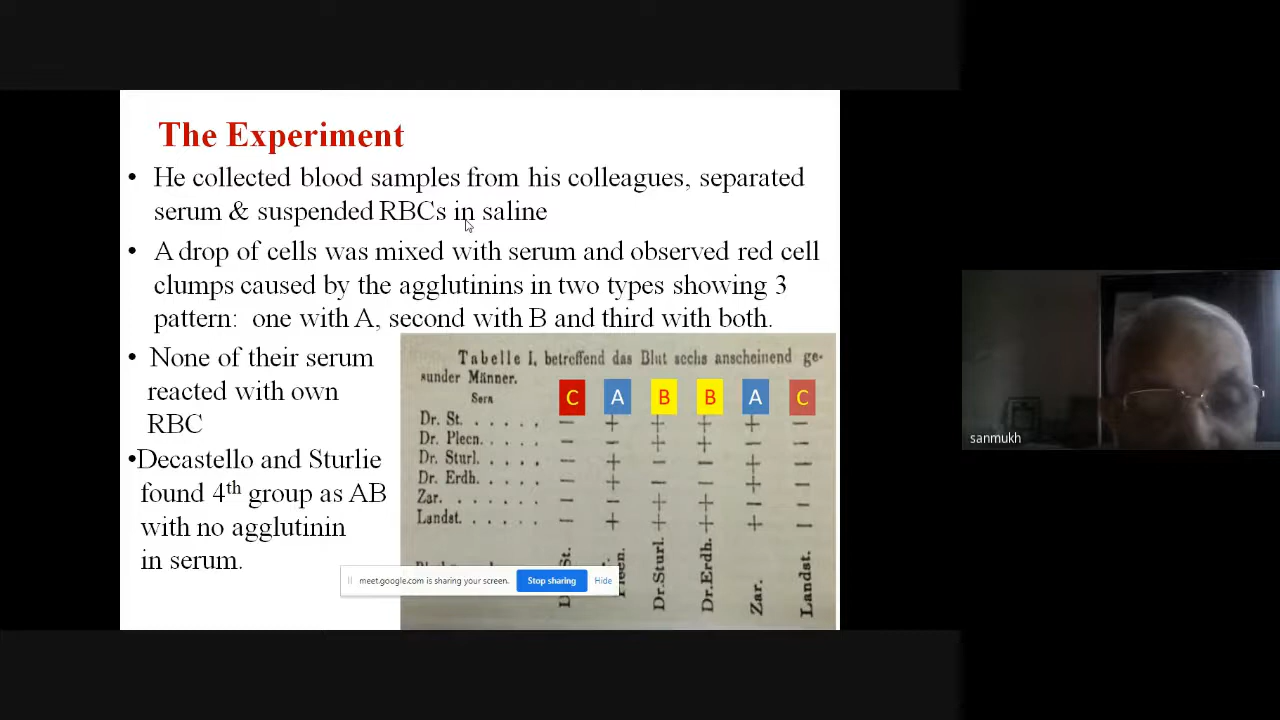 The Experiment
• He collected blood samples from his colleagues, separated
serum & suspended RBCs in saline
• A drop of cells was mixed with serum and observed red cell
clumps caused by the agglutinins in two types showing 3
pattern: one with A, second with B and third with both.
• None of their serum
reacted with own
RBC
•Decastello and Sturlie
found 4th group as AB
with no agglutinin
in serum.
Tabelle I, betreffend das Blut sechs anscheinend ge-
sunder Männer.
Sera
C A B B A C
Dr. St. . . . . . – + + + + –
Dr. Plecn. . . . . . – – + + – –
Dr. Sturl. . . . . . – + – – + –
Dr. Erdh. . . . . . – + – – + –
Zar. . . . . . . – – + + – –
Landst. . . . . . – + + + + –
St.
Dr.Sturl.
Dr.Erdh.
Zar.
Landst.
meet.google.com is sharing your screen. Stop sharing Hide
sanmukh